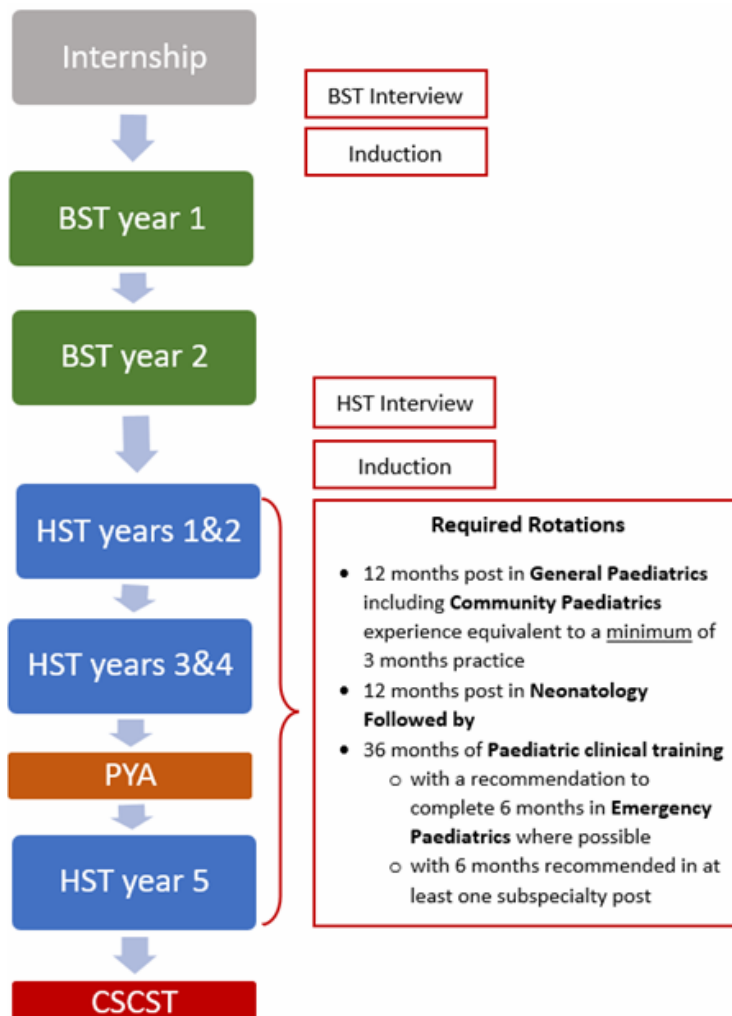 Internship
BST Interview
Induction
BST year 1
BST year 2
HST Interview
Induction
HST years 1&2
HST years 3&4
PYA
HST year 5
CSCST
Required Rotations
• 12 months post in General Paediatrics
including Community Paediatrics
experience equivalent to a minimum of
3 months practice
• 12 months post in Neonatology
Followed by
• 36 months of Paediatric clinical training
o with a recommendation to
complete 6 months in Emergency
Paediatrics where possible
o with 6 months recommended in at
least one subspecialty post